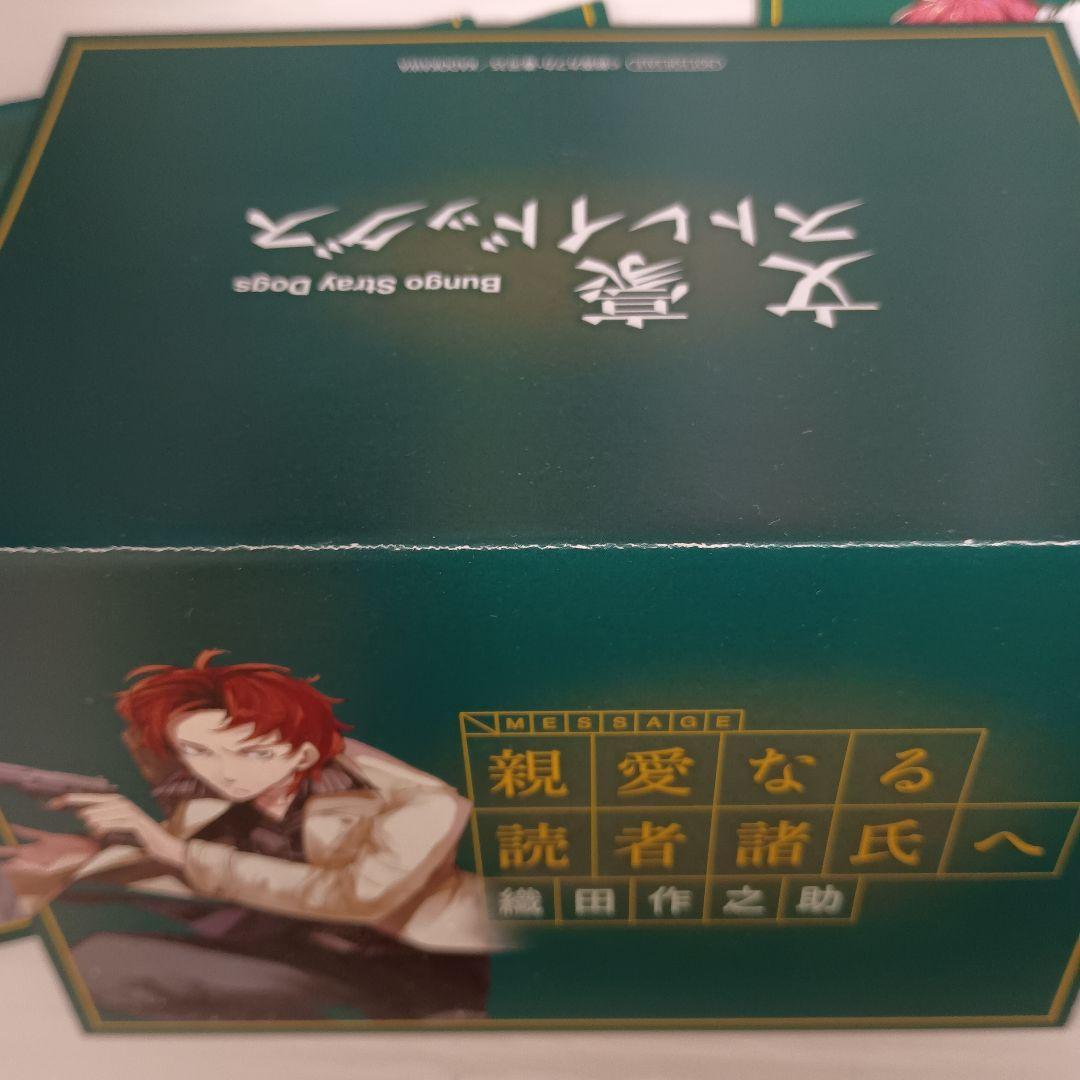 文豪
ストレイドッグス
Bungo Stray Dogs
MESSAGE
親愛なる
読者諸氏へ
織田作之助